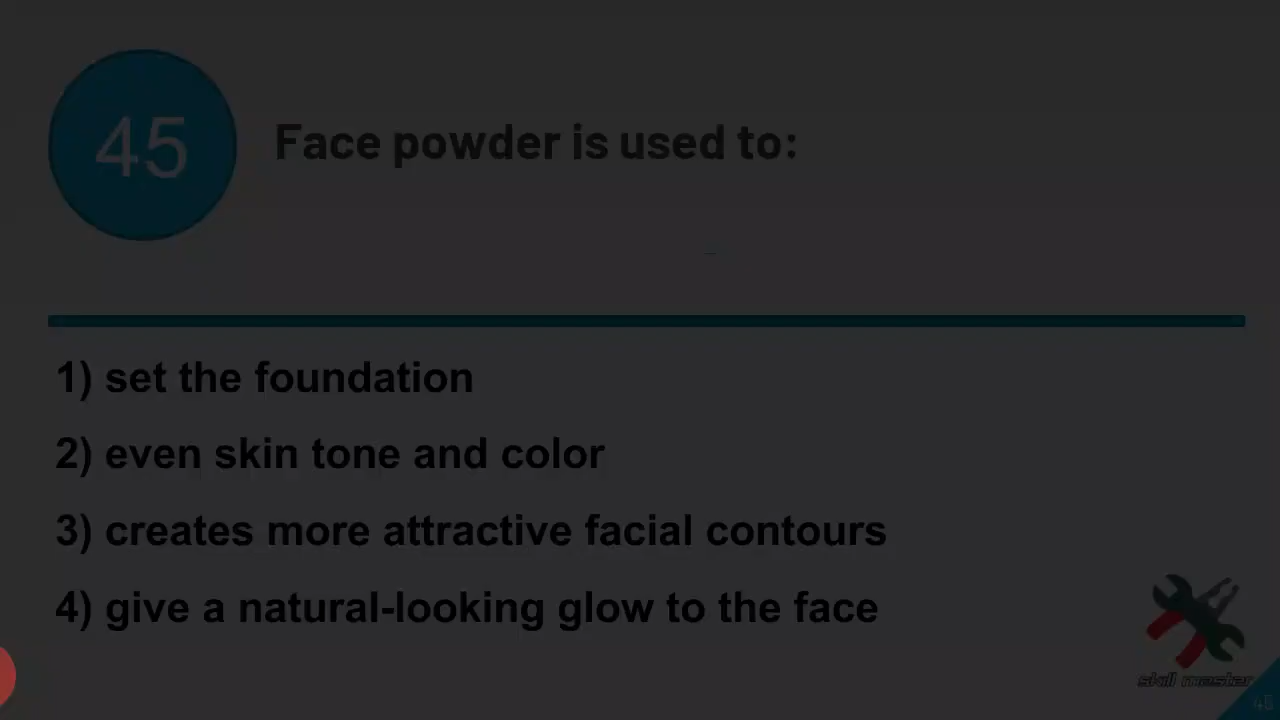 45
Face powder is used to:
1) set the foundation
2) even skin tone and color
3) creates more attractive facial contours
4) give a natural-looking glow to the face
skill master
45